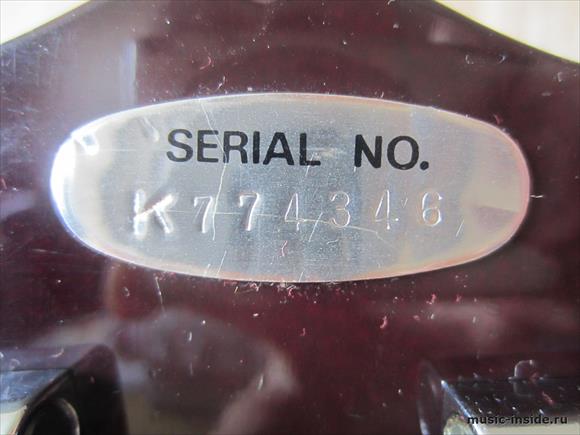 SERIAL NO.
K774346
music-inside.ru